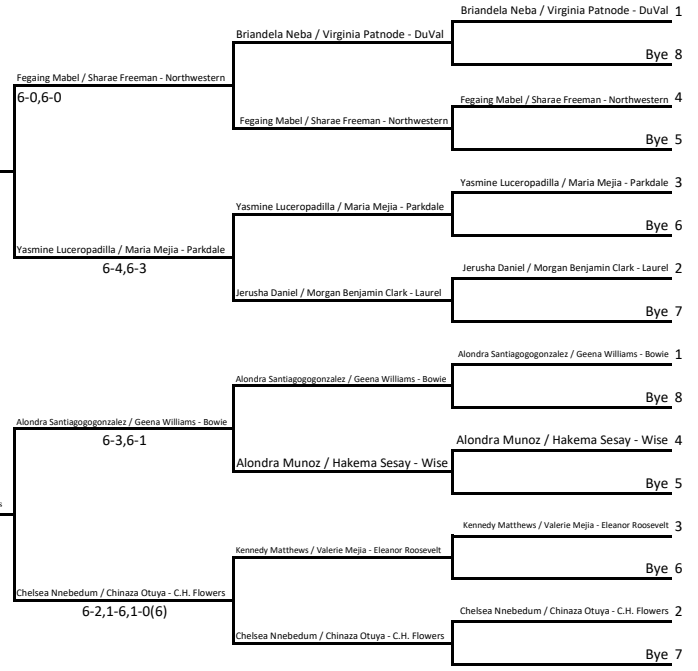 Briandela Neba / Virginia Patnode - DuVal 1
Briandela Neba / Virginia Patnode - DuVal
Bye 8
Fegaing Mabel / Sharae Freeman - Northwestern
6-0,6-0
Fegaing Mabel / Sharae Freeman - Northwestern 4
Fegaing Mabel / Sharae Freeman - Northwestern
Bye 5
Yasmine Luceropadilla / Maria Mejia - Parkdale 3
Yasmine Luceropadilla / Maria Mejia - Parkdale
Bye 6
Yasmine Luceropadilla / Maria Mejia - Parkdale
6-4,6-3
Jerusha Daniel / Morgan Benjamin Clark - Laurel 2
Jerusha Daniel / Morgan Benjamin Clark - Laurel
Bye 7
Alondra Santiagogogonzalez / Geena Williams - Bowie 1
Alondra Santiagogogonzalez / Geena Williams - Bowie
Bye 8
Alondra Santiagogogonzalez / Geena Williams - Bowie
6-3,6-1
Alondra Munoz / Hakema Sesay - Wise 4
Alondra Munoz / Hakema Sesay - Wise
Bye 5
s
Kennedy Matthews / Valerie Mejia - Eleanor Roosevelt 3
Kennedy Matthews / Valerie Mejia - Eleanor Roosevelt
Bye 6
Chelsea Nnebedum / Chinaza Otuya - C.H. Flowers
6-2,1-6,1-0(6)
Chelsea Nnebedum / Chinaza Otuya - C.H. Flowers 2
Chelsea Nnebedum / Chinaza Otuya - C.H. Flowers
Bye 7